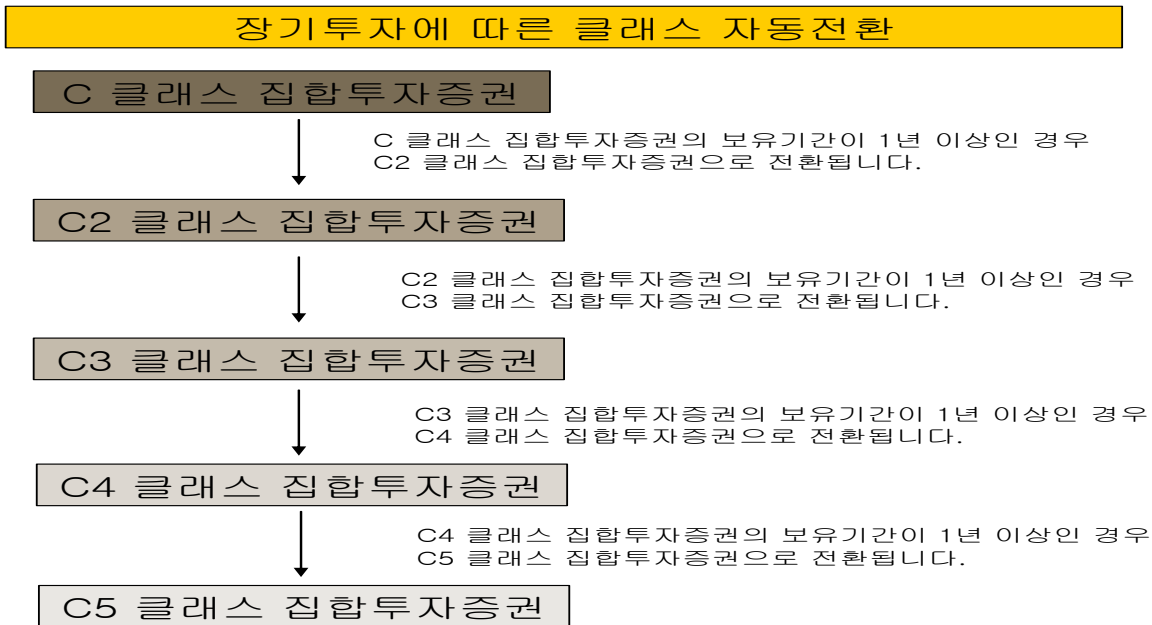 장기투자에 따른 클래스 자동전환
C 클래스 집합투자증권
C 클래스 집합투자증권의 보유기간이 1년 이상인 경우
C2 클래스 집합투자증권으로 전환됩니다.
C2 클래스 집합투자증권
C2 클래스 집합투자증권의 보유기간이 1년 이상인 경우
C3 클래스 집합투자증권으로 전환됩니다.
C3 클래스 집합투자증권
C3 클래스 집합투자증권의 보유기간이 1년 이상인 경우
C4 클래스 집합투자증권으로 전환됩니다.
C4 클래스 집합투자증권
C4 클래스 집합투자증권의 보유기간이 1년 이상인 경우
C5 클래스 집합투자증권으로 전환됩니다.
C5 클래스 집합투자증권